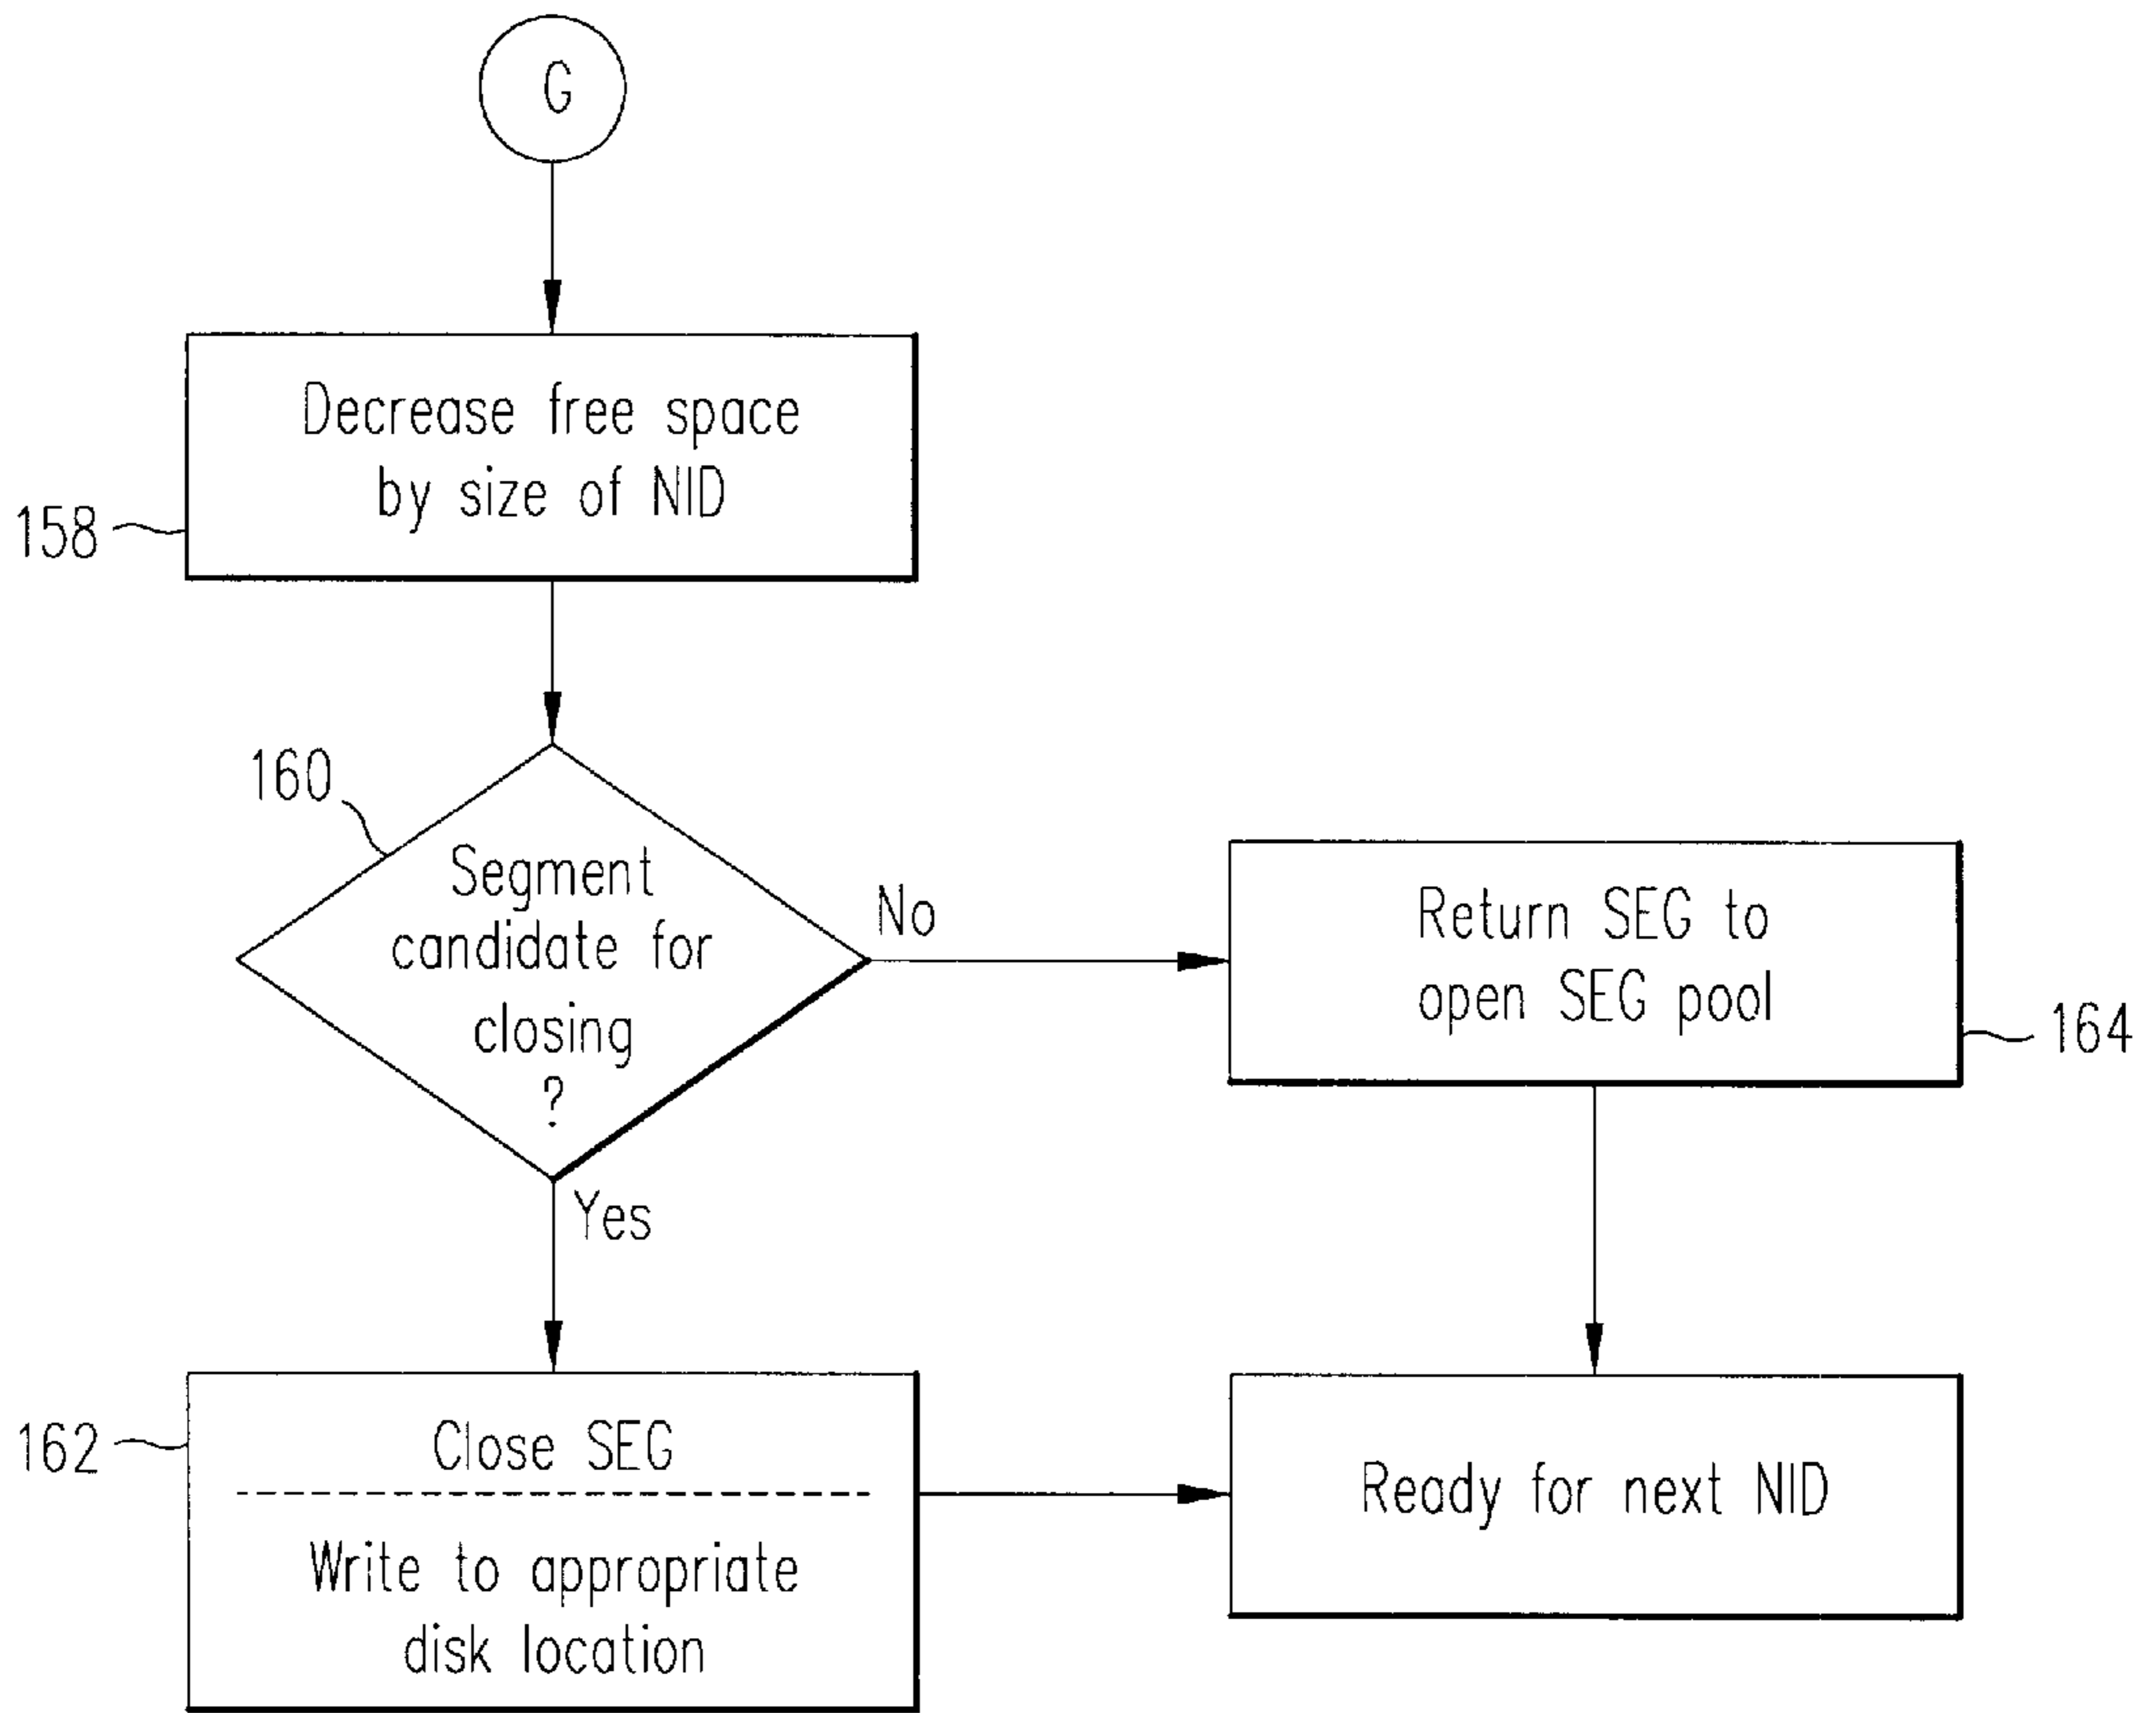 G
Decrease free space
by size of NID
158
160
Segment
candidate for
closing
?
No
Return SEG to
open SEG pool
164
Yes
162
Close SEG
Write to appropriate
disk location
Ready for next NID